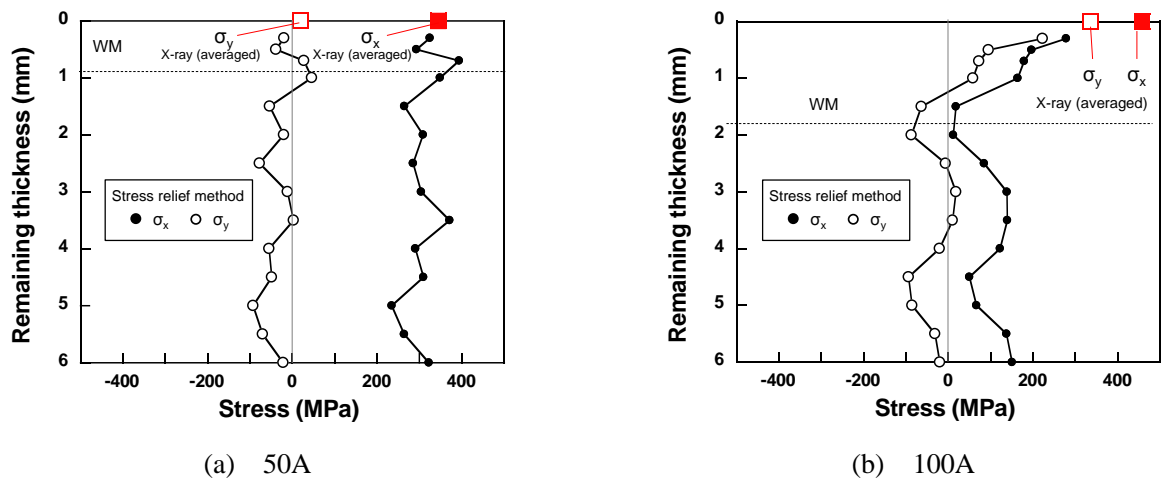 0
1
2
3
4
5
6
Remaining thickness (mm)
WM
σy
X-ray (averaged)
σx
X-ray (averaged)
Stress relief method
σx σy
-400 -200 0 200 400
Stress (MPa)
(a) 50A
0
1
2
3
4
5
6
Remaining thickness (mm)
WM
σy σx
X-ray (averaged)
Stress relief method
σx σy
-400 -200 0 200 400
Stress (MPa)
(b) 100A